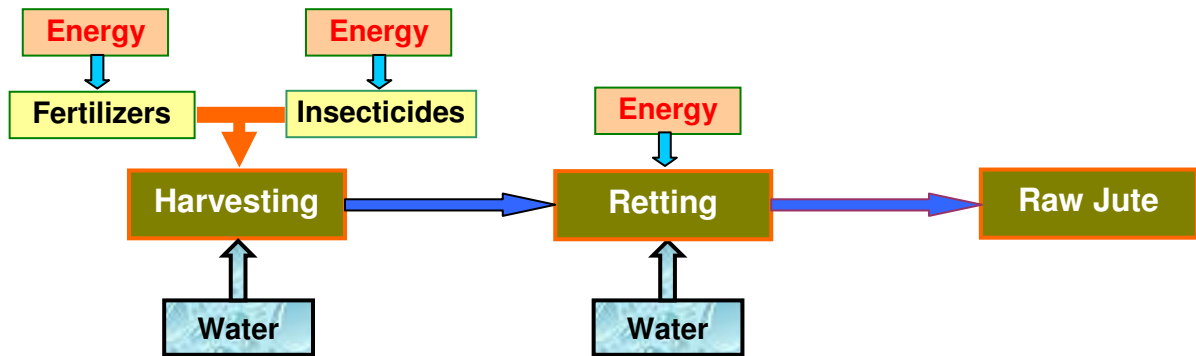 Energy
Energy
Fertilizers
Insecticides
Energy
Harvesting
Retting
Raw Jute
Water
Water